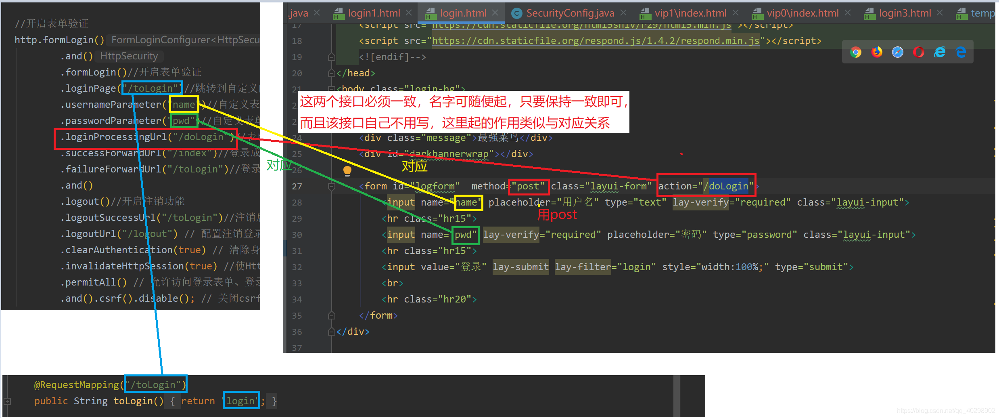 //开启表单验证
http.formLogin() FormLoginConfigurer<HttpSecu
.and() HttpSecurity
.formLogin()//开启表单验证
.loginPage("/toLogin")//跳转到自定义
.usernameParameter("name")//自定义表
.passwordParameter("pwd")//自定义表单
.loginProcessingUrl("/doLogin")//表单
.successForwardUrl("/index")//登录成
.failureForwardUrl("/toLogin")//登录
.and()
.logout()//开启注销功能
.logoutSuccessUrl("/toLogin")//注销后
.logoutUrl("/logout") // 配置注销登录
.clearAuthentication(true) // 清除身
.invalidateHttpSession(true) //使Htt
.permitAll() // 允许访问登录表单、登录
.and().csrf().disable(); // 关闭csrf
对应
.java
login1.html
login.html
SecurityConfig.java
vip1\index.html
vip0\index.html
login3.html
temp
17 <script src="https://cdn.staticfile.org/html5shiv/r29/html5.min.js"></script>
18 <script src="https://cdn.staticfile.org/respond.js/1.4.2/respond.min.js"></script>
19 <![endif]-->
20 </head>
21 <body class="login-bg">
这两个接口必须一致，名字可随便起，只要保持一致即可，
而且该接口自己不用写，这里起的作用类似与对应关系
24 <div class="message">最强菜鸟</div>
25 <div id="darkbannerwrap"></div>
26
对应
27 <form id="logform" method="post" class="layui-form" action="/doLogin">
28 <input name="name" placeholder="用户名" type="text" lay-verify="required" class="layui-input">
用post
29 <hr class="hr15">
30 <input name="pwd" lay-verify="required" placeholder="密码" type="password" class="layui-input">
31 <hr class="hr15">
32 <input value="登录" lay-submit lay-filter="login" style="width:100%;" type="submit">
33 <br>
34 <hr class="hr20">
35 </form>
36 </div>
37
@RequestMapping("/toLogin")
public String toLogin() { return "login"; }
https://blog.csdn.net/qq_40298902